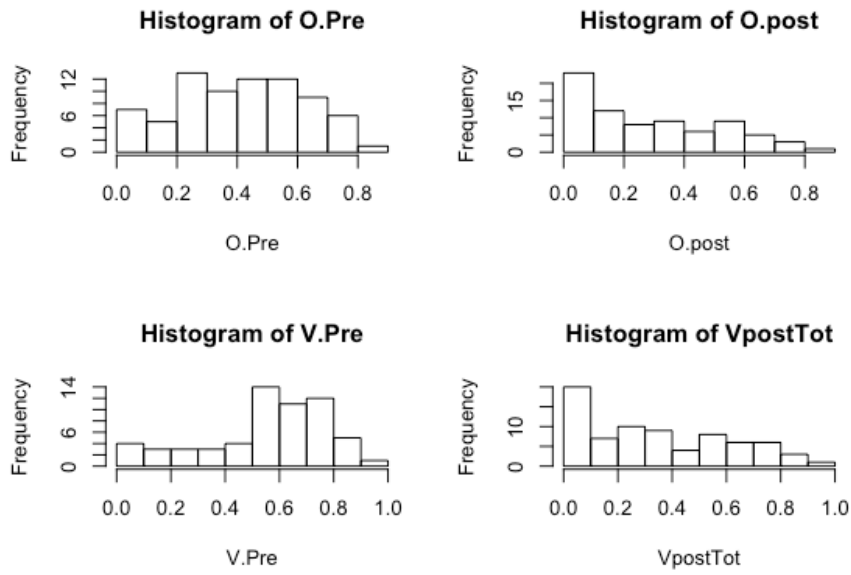 Histogram of O.Pre
Frequency
0 6 12
0.0 0.2 0.4 0.6 0.8
O.Pre
Histogram of O.post
Frequency
0 15
0.0 0.2 0.4 0.6 0.8
O.post
Histogram of V.Pre
Frequency
0 6 14
0.0 0.2 0.4 0.6 0.8 1.0
V.Pre
Histogram of VpostTot
Frequency
0 10
0.0 0.2 0.4 0.6 0.8 1.0
VpostTot